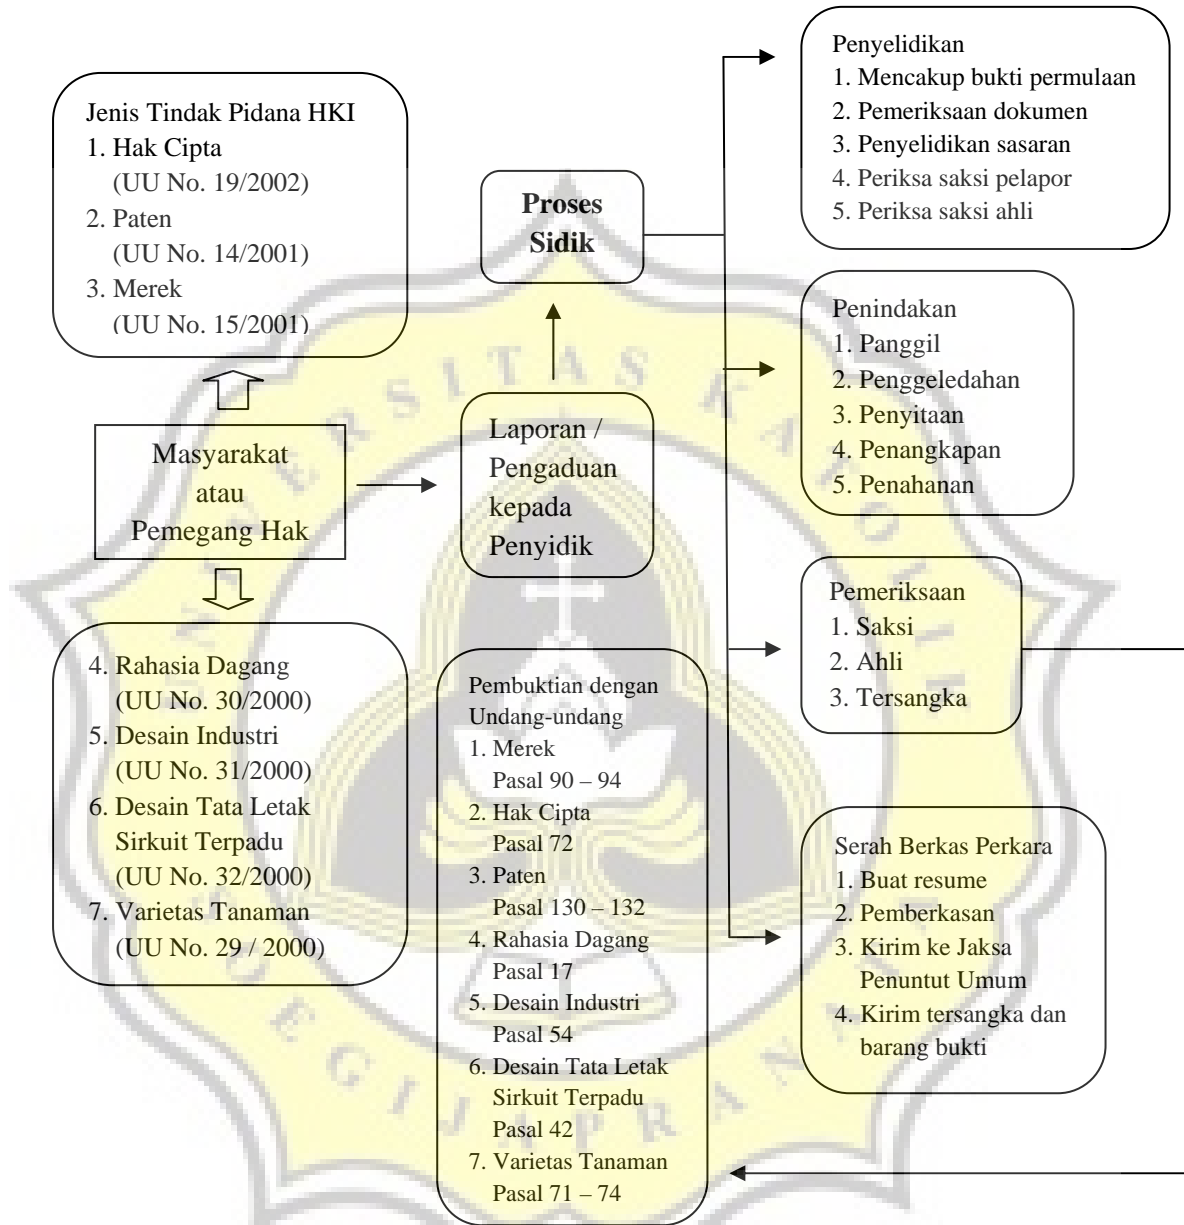 Jenis Tindak Pidana HKI
1. Hak Cipta
(UU No. 19/2002)
2. Paten
(UU No. 14/2001)
3. Merek
(UU No. 15/2001)
Masyarakat
atau
Pemegang Hak
4. Rahasia Dagang
(UU No. 30/2000)
5. Desain Industri
(UU No. 31/2000)
6. Desain Tata Letak
Sirkuit Terpadu
(UU No. 32/2000)
7. Varietas Tanaman
(UU No. 29 / 2000)
Laporan /
Pengaduan
kepada
Penyidik
Proses
Sidik
Penyelidikan
1. Mencakup bukti permulaan
2. Pemeriksaan dokumen
3. Penyelidikan sasaran
4. Periksa saksi pelapor
5. Periksa saksi ahli
Penindakan
1. Panggil
2. Penggeledahan
3. Penyitaan
4. Penangkapan
5. Penahanan
Pemeriksaan
1. Saksi
2. Ahli
3. Tersangka
Serah Berkas Perkara
1. Buat resume
2. Pemberkasan
3. Kirim ke Jaksa
Penuntut Umum
4. Kirim tersangka dan
barang bukti
Pembuktian dengan
Undang-undang
1. Merek
Pasal 90 – 94
2. Hak Cipta
Pasal 72
3. Paten
Pasal 130 – 132
4. Rahasia Dagang
Pasal 17
5. Desain Industri
Pasal 54
6. Desain Tata Letak
Sirkuit Terpadu
Pasal 42
7. Varietas Tanaman
Pasal 71 – 74
UNIVERSITAS KATOLIK
SOEGIJAPRANATA